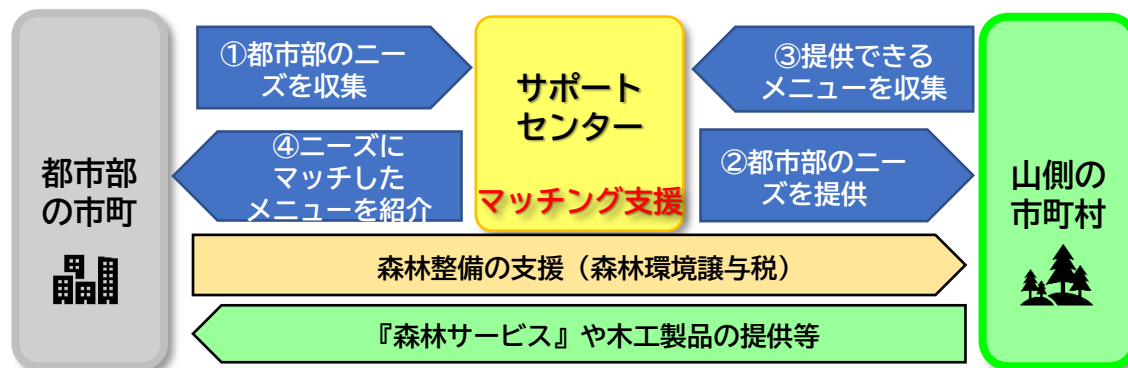 ①都市部のニー
ズを収集
③提供できる
メニューを収集
サポート
センター
マッチング支援
④ニーズに
マッチした
メニューを紹介
②都市部のニー
ズを提供
都市部
の市町
山側の
市町村
森林整備の支援（森林環境譲与税）
『森林サービス』や木工製品の提供等